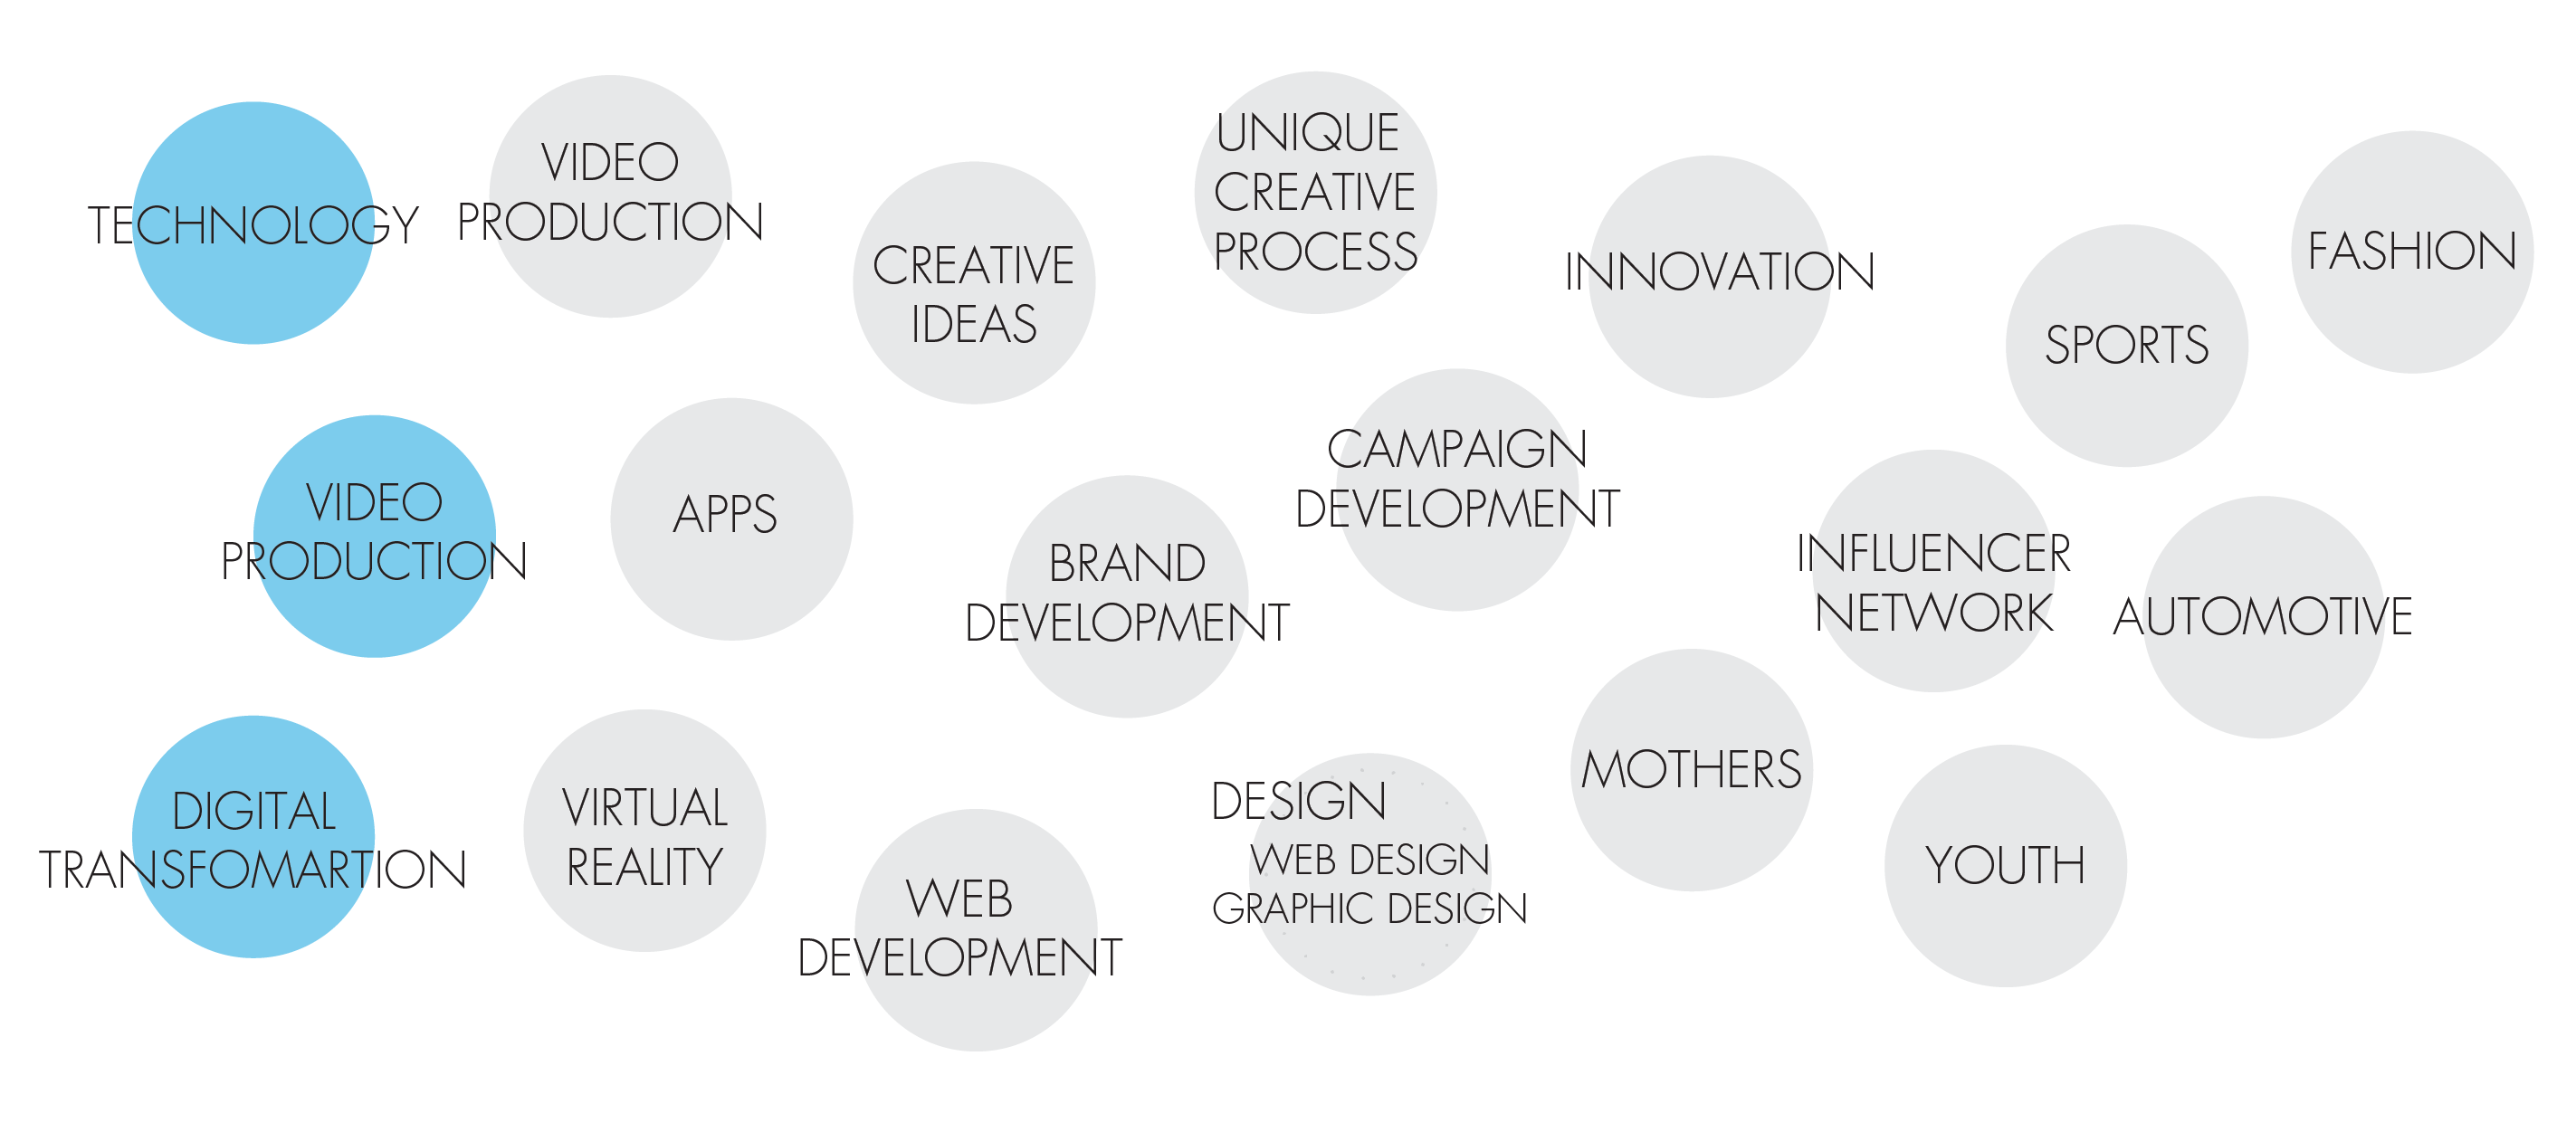 TECHNOLOGY
VIDEO
PRODUCTION
CREATIVE
IDEAS
UNIQUE
CREATIVE
PROCESS
INNOVATION
SPORTS
FASHION
VIDEO
PRODUCTION
APPS
BRAND
DEVELOPMENT
CAMPAIGN
DEVELOPMENT
INFLUENCER
NETWORK
AUTOMOTIVE
DIGITAL
TRANSFOMARTION
VIRTUAL
REALITY
WEB
DEVELOPMENT
DESIGN
WEB DESIGN
GRAPHIC DESIGN
MOTHERS
YOUTH